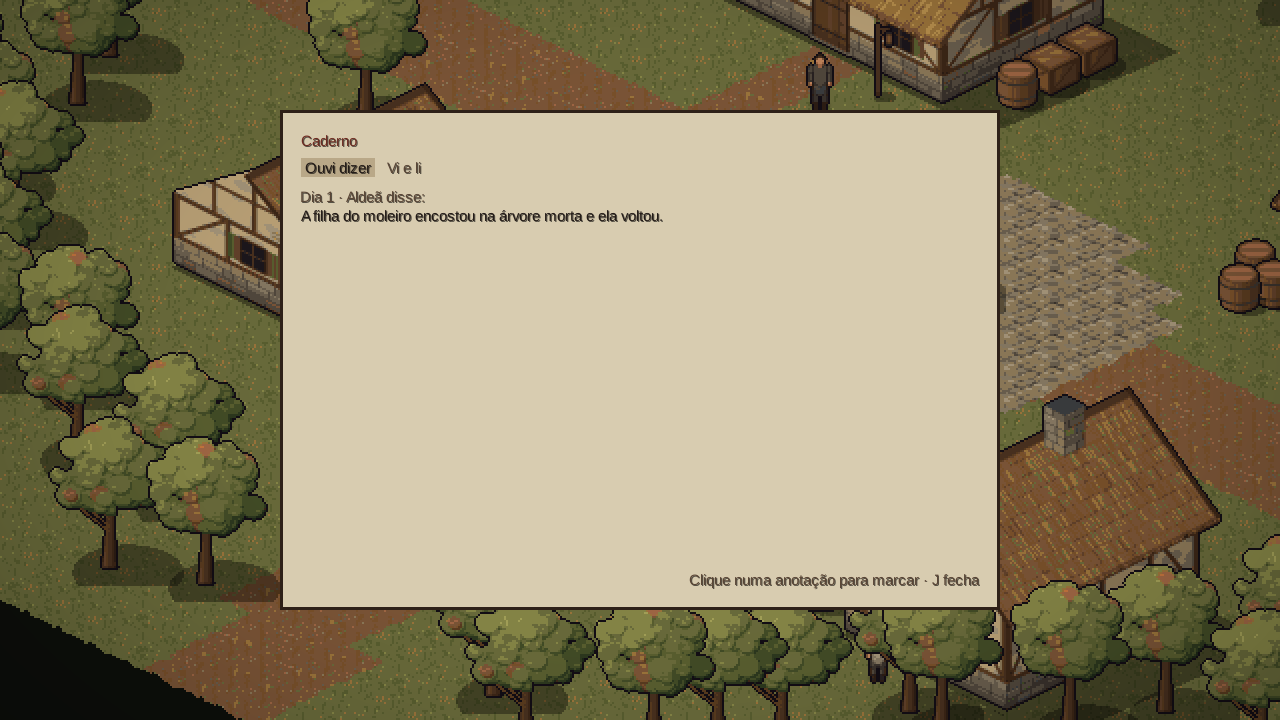 Caderno
Ouvi dizer Vi e li
Dia 1 · Aldeã disse:
A filha do moleiro encostou na árvore morta e ela voltou.
Clique numa anotação para marcar · J fecha